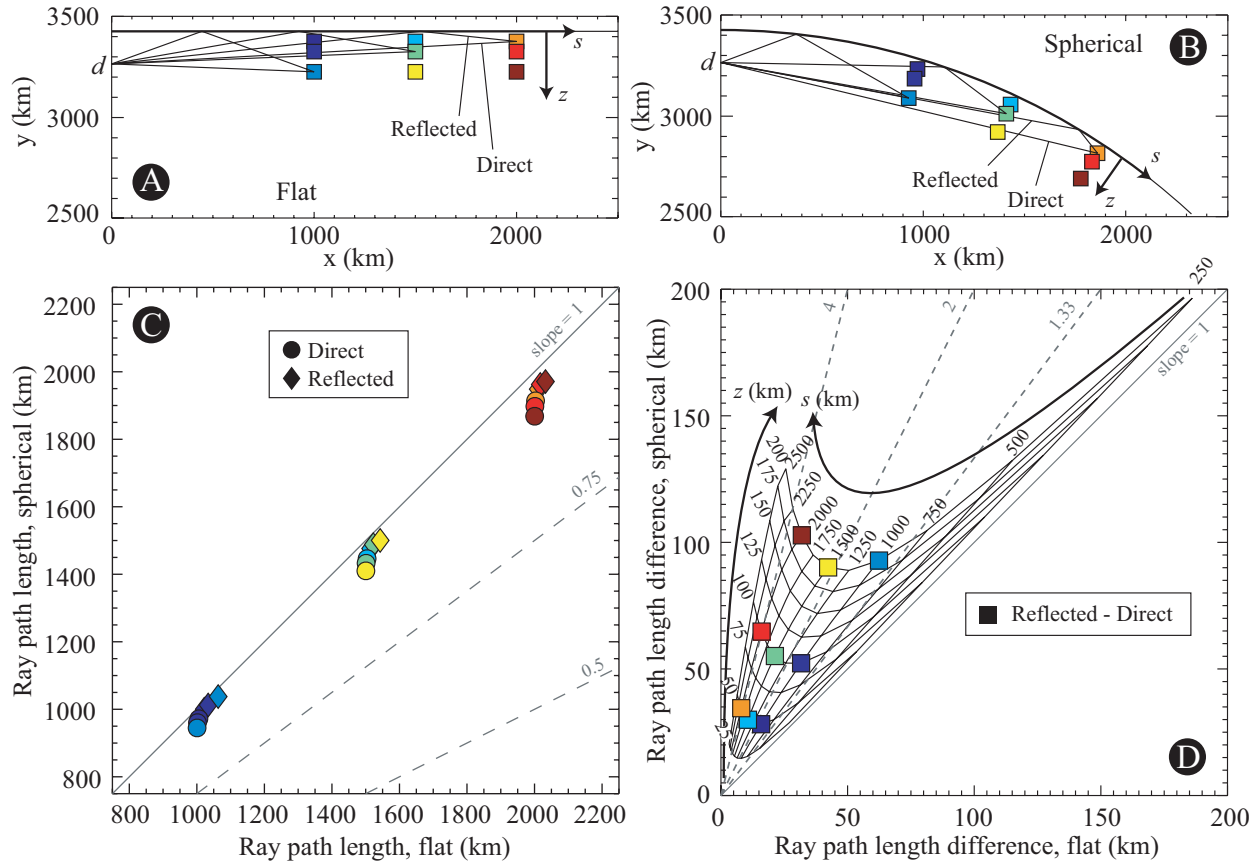 3500
3000
2500
y (km)
d
s
z
Reflected
Direct
A
Flat
0
1000
2000
x (km)
3500
3000
2500
y (km)
d
Spherical
B
s
z
Reflected
Direct
0
1000
2000
x (km)
2200
2000
1800
1600
1400
1200
1000
800
Ray path length, spherical (km)
C
Direct
Reflected
slope = 1
0.75
0.5
800 1000 1200 1400 1600 1800 2000 2200
Ray path length, flat (km)
200
150
100
50
0
Ray path length difference, spherical (km)
4
2
1.33
250
slope = 1
z (km)
s (km)
200
175
150
125
100
75
50
25
2500
2250
2000
1750
1500
1250
1000
750
500
Reflected - Direct
D
0 50 100 150 200
Ray path length difference, flat (km)